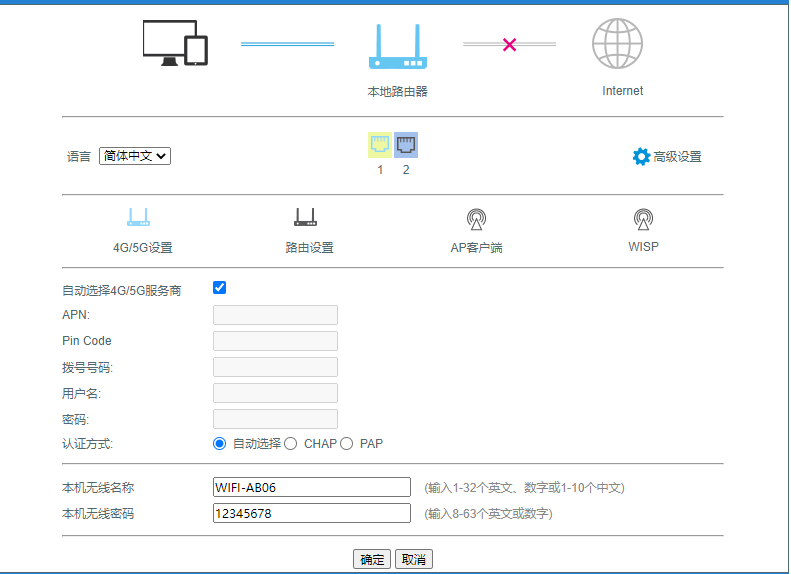 本地路由器 Internet
语言 简体中文 高级设置
1 2
4G/5G设置 路由设置 AP客户端 WISP
自动选择4G/5G服务商
APN:
Pin Code
拨号号码:
用户名:
密码:
认证方式: 自动选择 CHAP PAP
本机无线名称 WIFI-AB06 (输入1-32个英文、数字或1-10个中文)
本机无线密码 12345678 (输入8-63个英文或数字)
确定 取消